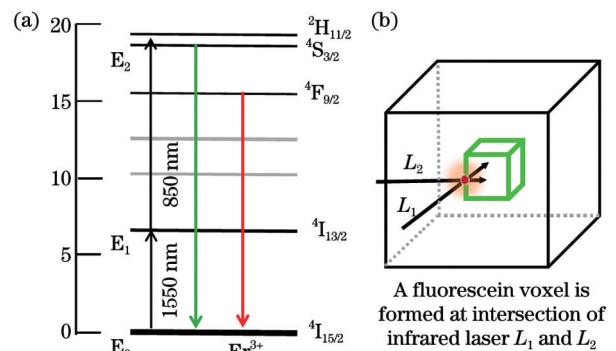 (a)
20
15
10
5
0
E₂
E₁
850 nm
1550 nm
²H₁₁/₂
⁴S₃/₂
⁴F₉/₂
⁴I₁₃/₂
⁴I₁₅/₂
(b)
L₂
L₁
A fluorescein voxel is
formed at intersection of
infrared laser L₁ and L₂